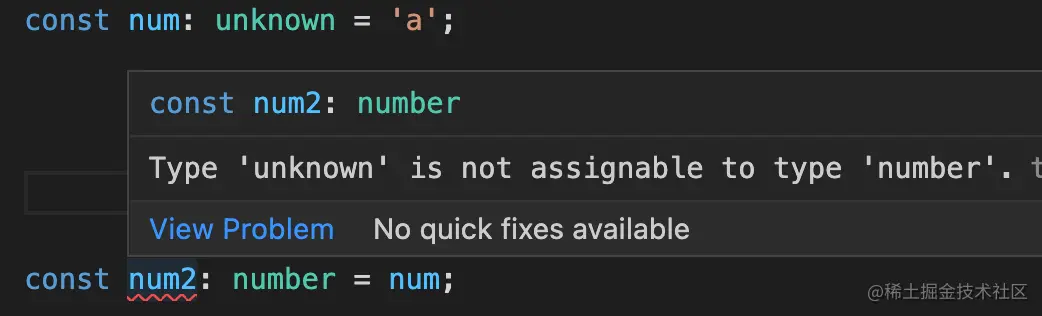 const num: unknown = 'a';
const num2: number
Type 'unknown' is not assignable to type 'number'. t
View Problem No quick fixes available
const num2: number = num;
@稀土掘金技术社区